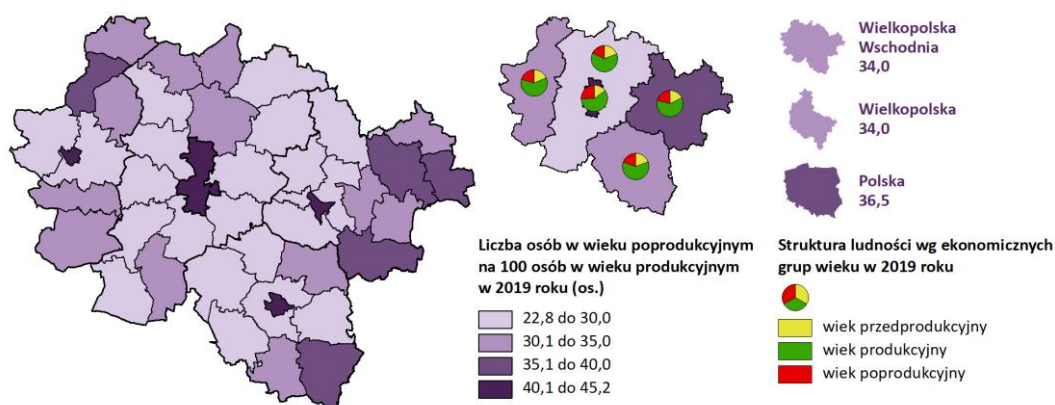 Wielkopolska
Wschodnia
34,0
Wielkopolska
34,0
Polska
36,5
Liczba osób w wieku poprodukcyjnym
na 100 osób w wieku produkcyjnym
w 2019 roku (os.)
22,8 do 30,0
30,1 do 35,0
35,1 do 40,0
40,1 do 45,2
Struktura ludności wg ekonomicznych
grup wieku w 2019 roku
wiek przedprodukcyjny
wiek produkcyjny
wiek poprodukcyjny